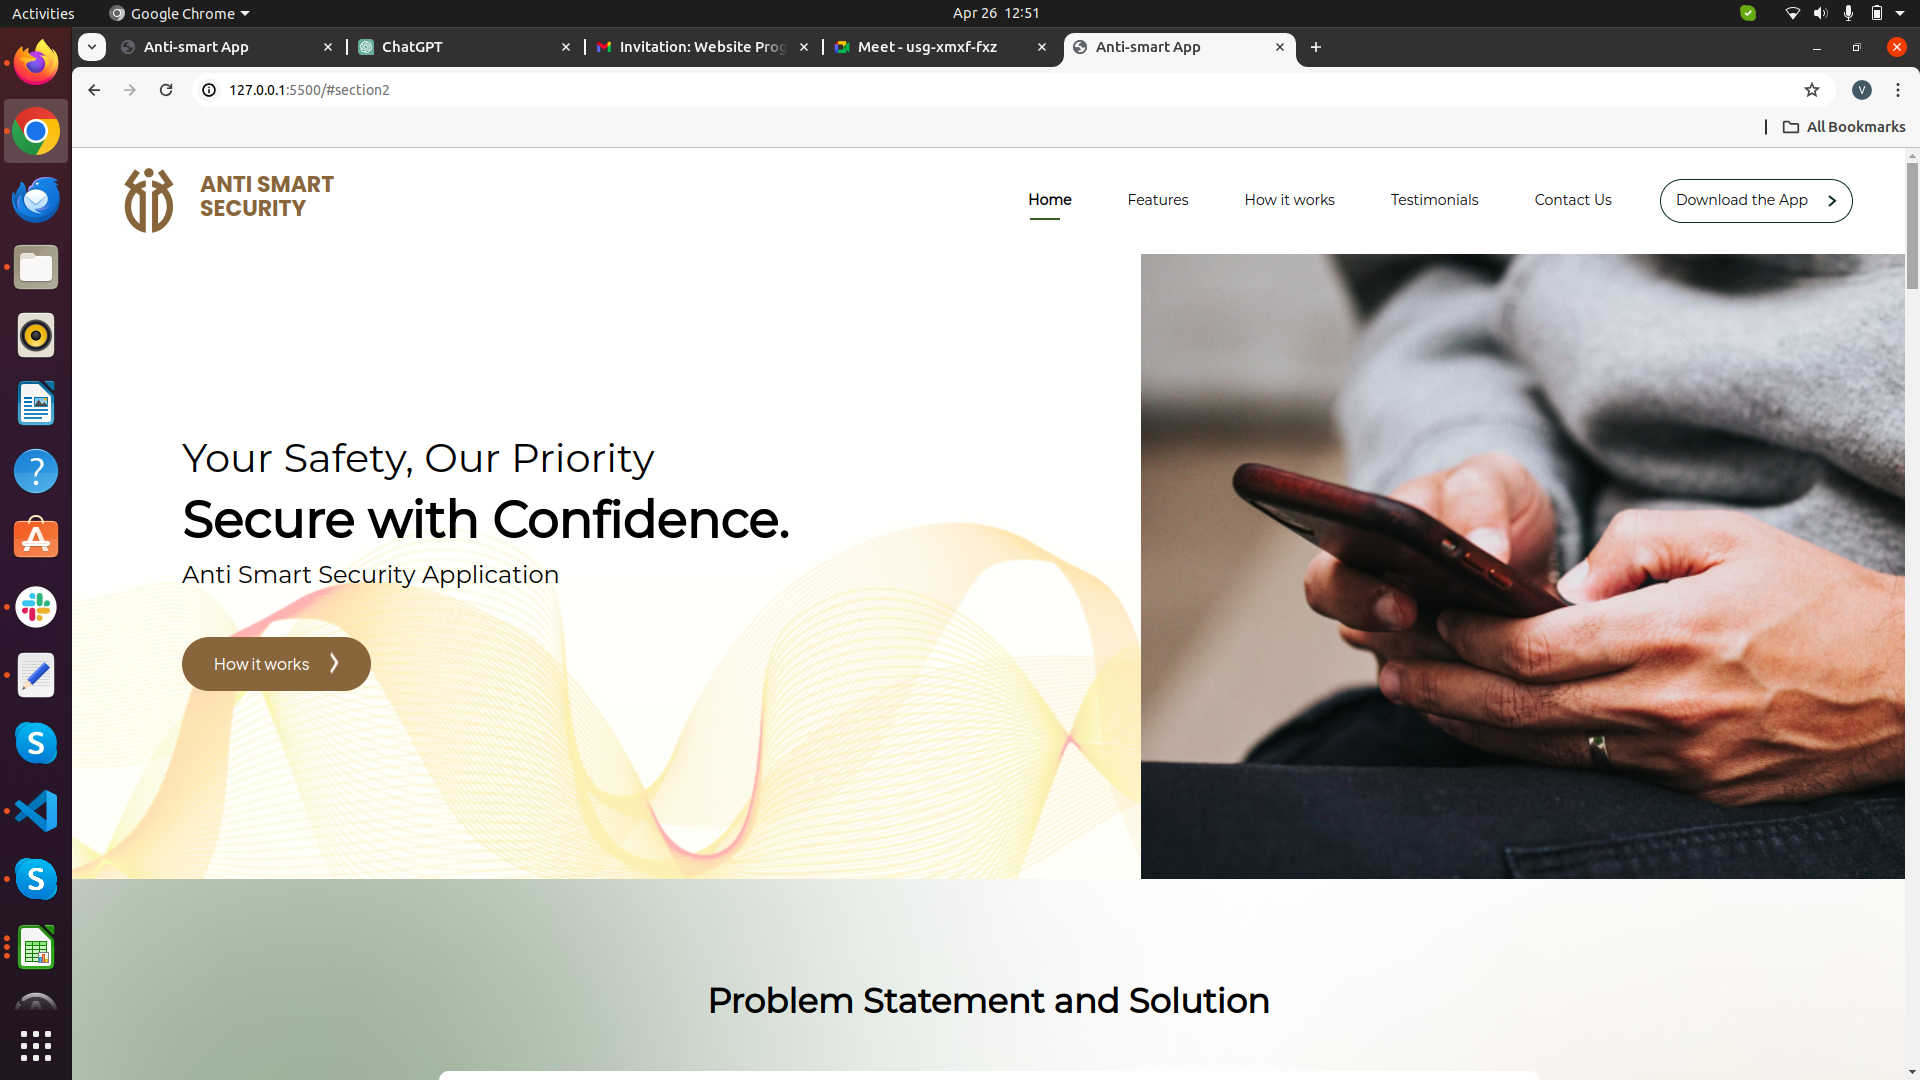 Activities
Google Chrome
Apr 26 12:51
Anti-smart App
ChatGPT
Invitation: Website Prog
Meet - usg-xmxf-fxz
Anti-smart App
127.0.0.1:5500/#section2
V
All Bookmarks
ANTI SMART
SECURITY
Home
Features
How it works
Testimonials
Contact Us
Download the App
Your Safety, Our Priority
Secure with Confidence.
Anti Smart Security Application
How it works
Problem Statement and Solution